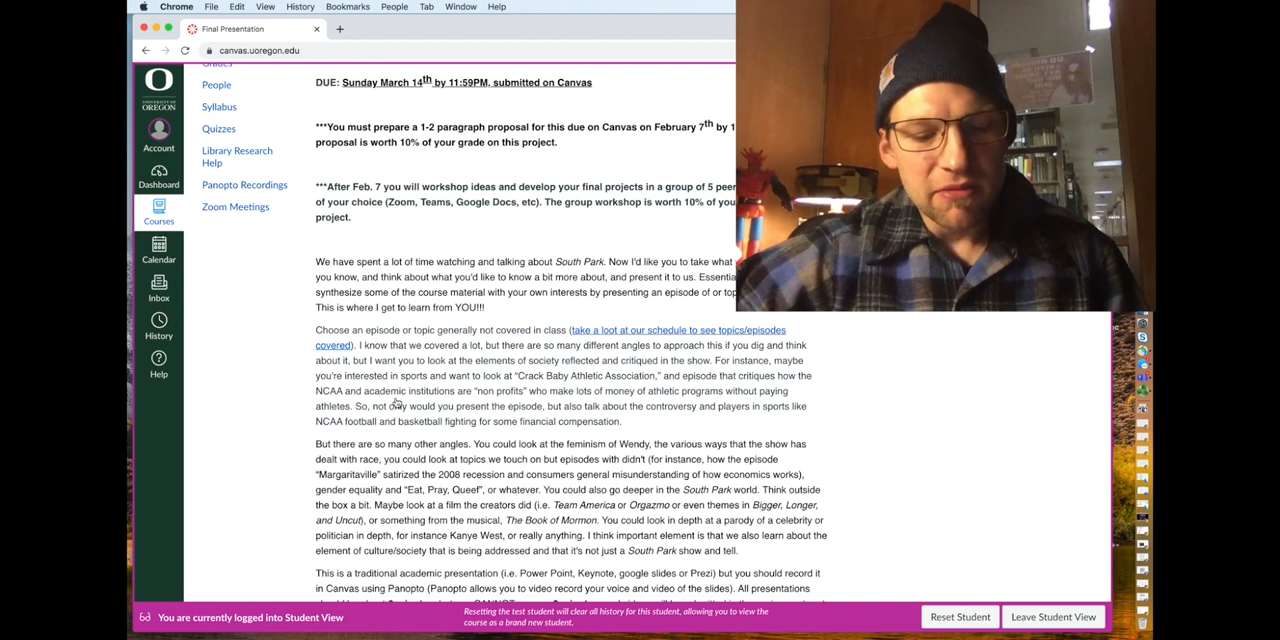 Chrome File Edit View History Bookmarks People Tab Window Help
Final Presentation
canvas.uoregon.edu
Grades
People
Syllabus
Quizzes
Library Research
Help
Panopto Recordings
Zoom Meetings
O
UNIVERSITY OF
OREGON
Account
Dashboard
Courses
Calendar
Inbox
History
Help
DUE: Sunday March 14th by 11:59PM, submitted on Canvas
***You must prepare a 1-2 paragraph proposal for this due on Canvas on February 7th by 1
proposal is worth 10% of your grade on this project.
***After Feb. 7 you will workshop ideas and develop your final projects in a group of 5 peer
of your choice (Zoom, Teams, Google Docs, etc). The group workshop is worth 10% of you
project.
We have spent a lot of time watching and talking about South Park. Now I'd like you to take what
you know, and think about what you'd like to know a bit more about, and present it to us. Essentia
synthesize some of the course material with your own interests by presenting an episode of or top
This is where I get to learn from YOU!!!
Choose an episode or topic generally not covered in class (take a loot at our schedule to see topics/episodes
covered). I know that we covered a lot, but there are so many different angles to approach this if you dig and think
about it, but I want you to look at the elements of society reflected and critiqued in the show. For instance, maybe
you're interested in sports and want to look at "Crack Baby Athletic Association," and episode that critiques how the
NCAA and academic institutions are "non profits" who make lots of money of athletic programs without paying
athletes. So, not only would you present the episode, but also talk about the controversy and players in sports like
NCAA football and basketball fighting for some financial compensation.
But there are so many other angles. You could look at the feminism of Wendy, the various ways that the show has
dealt with race, you could look at topics we touch on but episodes with didn't (for instance, how the episode
"Margaritaville" satirized the 2008 recession and consumers general misunderstanding of how economics works),
gender equality and "Eat, Pray, Queef", or whatever. You could also go deeper in the South Park world. Think outside
the box a bit. Maybe look at a film the creators did (i.e. Team America or Orgazmo or even themes in Bigger, Longer,
and Uncut), or something from the musical, The Book of Mormon. You could look in depth at a parody of a celebrity or
politician in depth, for instance Kanye West, or really anything. I think important element is that we also learn about the
element of culture/society that is being addressed and that it's not just a South Park show and tell.
This is a traditional academic presentation (i.e. Power Point, Keynote, google slides or Prezi) but you should record it
in Canvas using Panopto (Panopto allows you to video record your voice and video of the slides). All presentations
You are currently logged into Student View
Resetting the test student will clear all history for this student, allowing you to view the
course as a brand new student.
Reset Student
Leave Student View